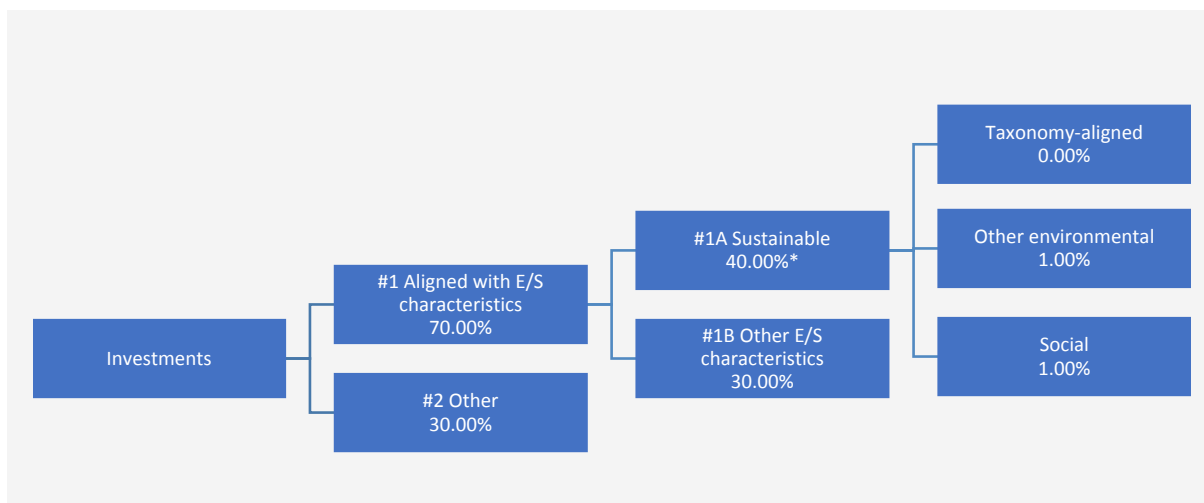 Investments
#1 Aligned with E/S
characteristics
70.00%
#2 Other
30.00%
#1A Sustainable
40.00%*
#1B Other E/S
characteristics
30.00%
Taxonomy-aligned
0.00%
Other environmental
1.00%
Social
1.00%